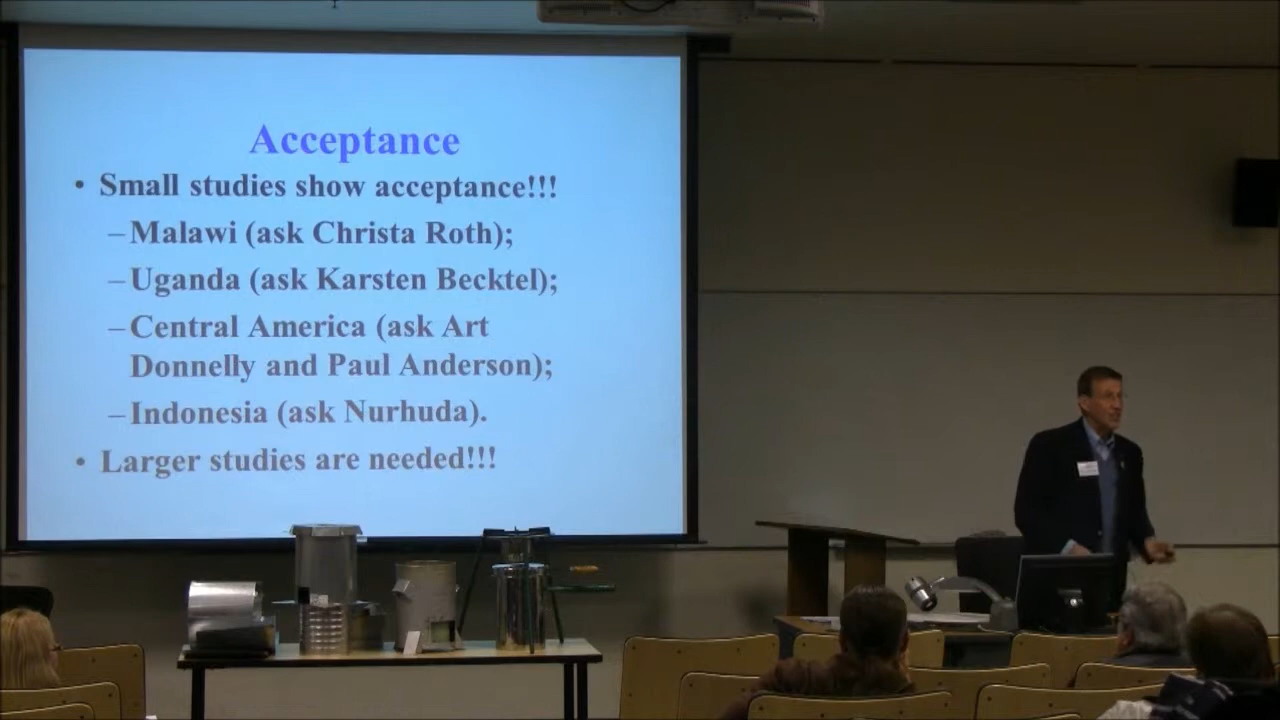 Acceptance
• Small studies show acceptance!!!
–Malawi (ask Christa Roth);
–Uganda (ask Karsten Becktel);
–Central America (ask Art
Donnelly and Paul Anderson);
–Indonesia (ask Nurhuda).
• Larger studies are needed!!!